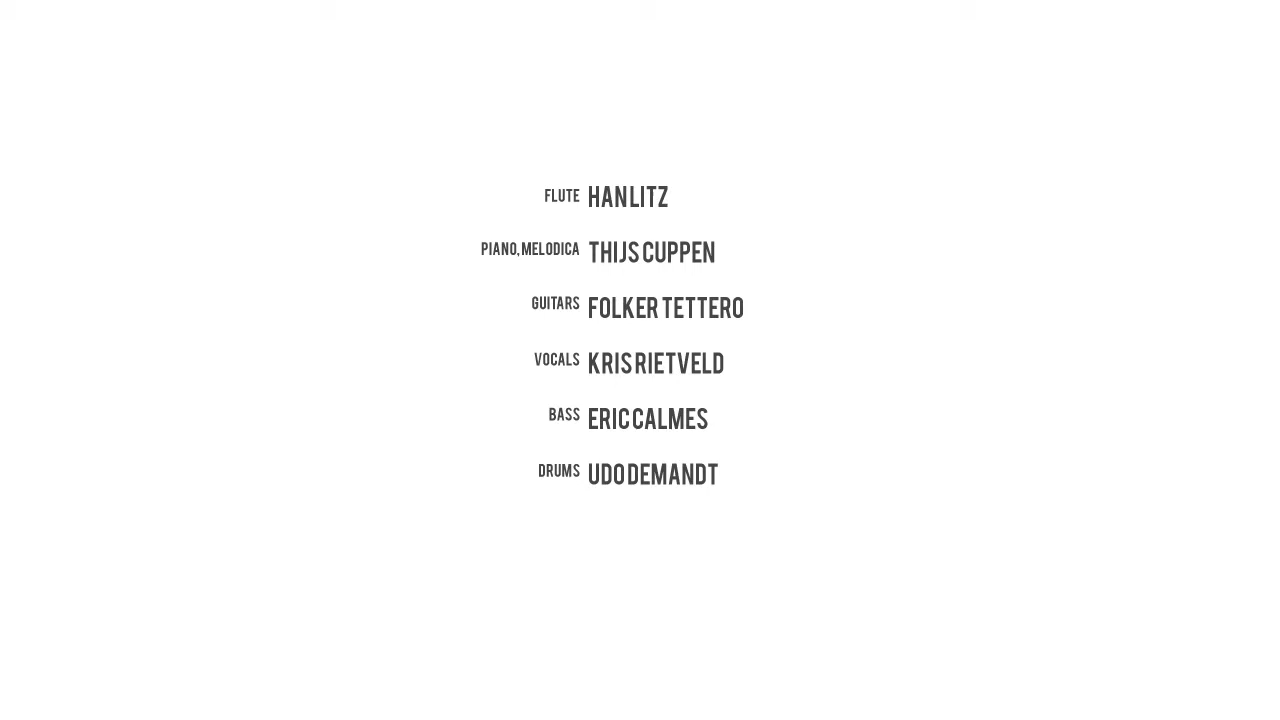 FLUTE HAN LITZ
PIANO, MELODICA THIJS CUPPEN
GUITARS FOLKER TETTERO
VOCALS KRIS RIETVELD
BASS ERIC CALMES
DRUMS UDO DEMANDT